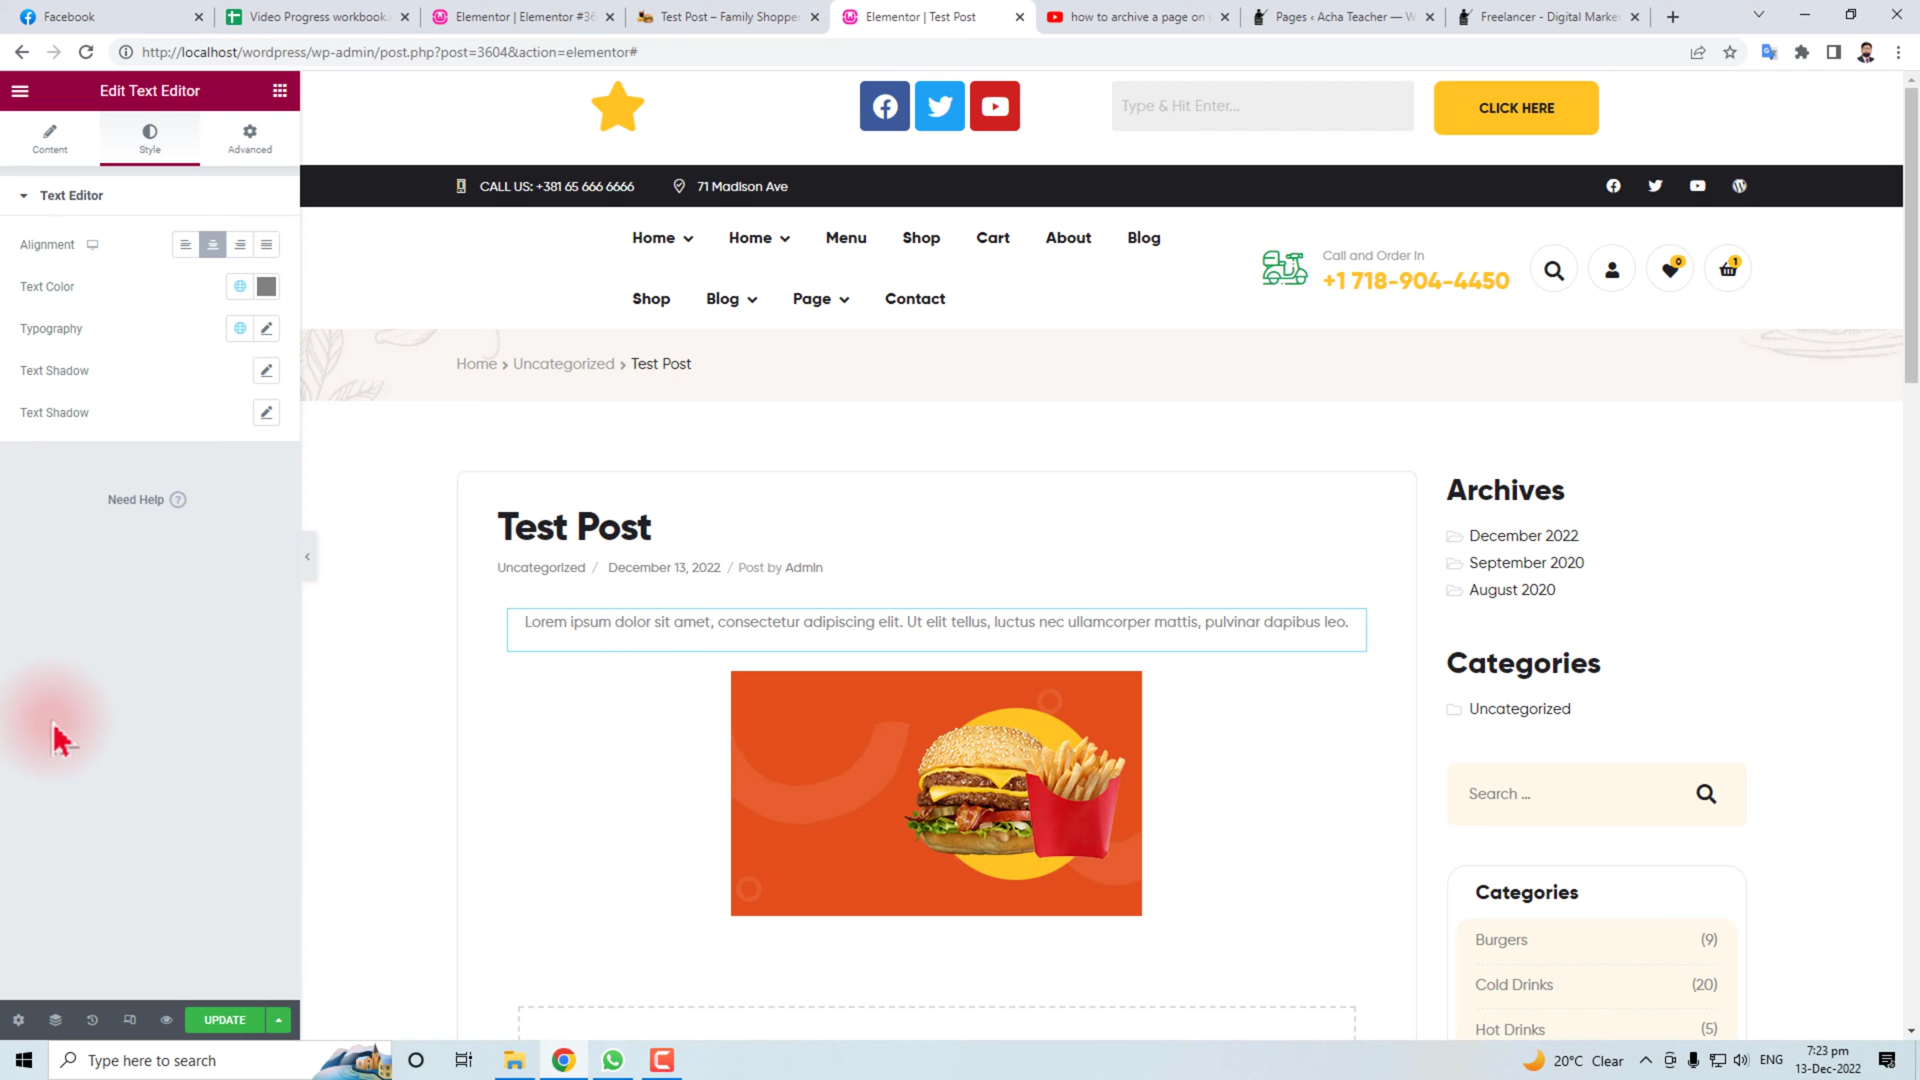 Facebook
Video Progress workbook.
Elementor | Elementor #36
Test Post – Family Shoppe
Elementor | Test Post
how to archive a page on
Pages ‹ Acha Teacher — W
Freelancer - Digital Marke
http://localhost/wordpress/wp-admin/post.php?post=3604&action=elementor#
Edit Text Editor
Content
Style
Advanced
Text Editor
Alignment
Text Color
Typography
Text Shadow
Text Shadow
Need Help ?
UPDATE
Type & Hit Enter...
CLICK HERE
CALL US: +381 65 666 6666
71 Madison Ave
Home
Home
Menu
Shop
Cart
About
Blog
Shop
Blog
Page
Contact
Call and Order In
+1 718-904-4450
0
1
Home › Uncategorized › Test Post
Test Post
Uncategorized / December 13, 2022 / Post by Admin
Lorem ipsum dolor sit amet, consectetur adipiscing elit. Ut elit tellus, luctus nec ullamcorper mattis, pulvinar dapibus leo.
Archives
December 2022
September 2020
August 2020
Categories
Uncategorized
Search ...
Categories
Burgers (9)
Cold Drinks (20)
Hot Drinks (5)
Type here to search
20°C Clear
ENG
7:23 pm
13-Dec-2022